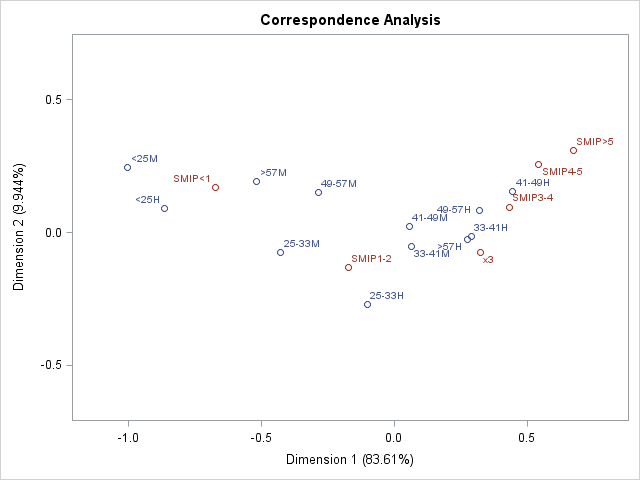 Correspondence Analysis
SMIP>5
<25M
SMIP<1
>57M
SMIP4-5
49-57M
41-49H
<25H
SMIP3-4
49-57H
41-49M
33-41H
25-33M
>57H
33-41M
SMIP1-2
x3
25-33H
0.5
0.0
-0.5
Dimension 2 (9.944%)
-1.0 -0.5 0.0 0.5
Dimension 1 (83.61%)